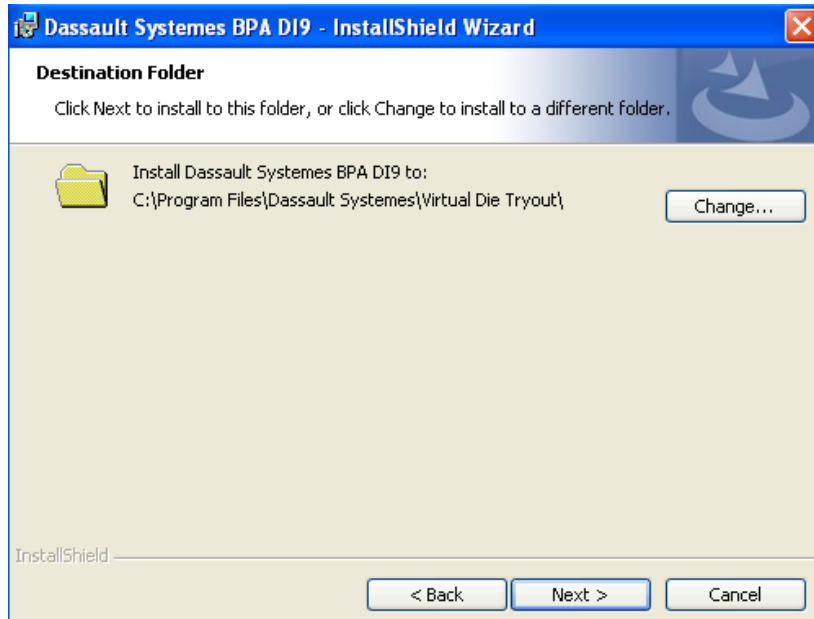 Dassault Systemes BPA DI9 - InstallShield Wizard
Destination Folder
Click Next to install to this folder, or click Change to install to a different folder.
Install Dassault Systemes BPA DI9 to:
C:\Program Files\Dassault Systemes\Virtual Die Tryout\
Change...
InstallShield
< Back
Next >
Cancel